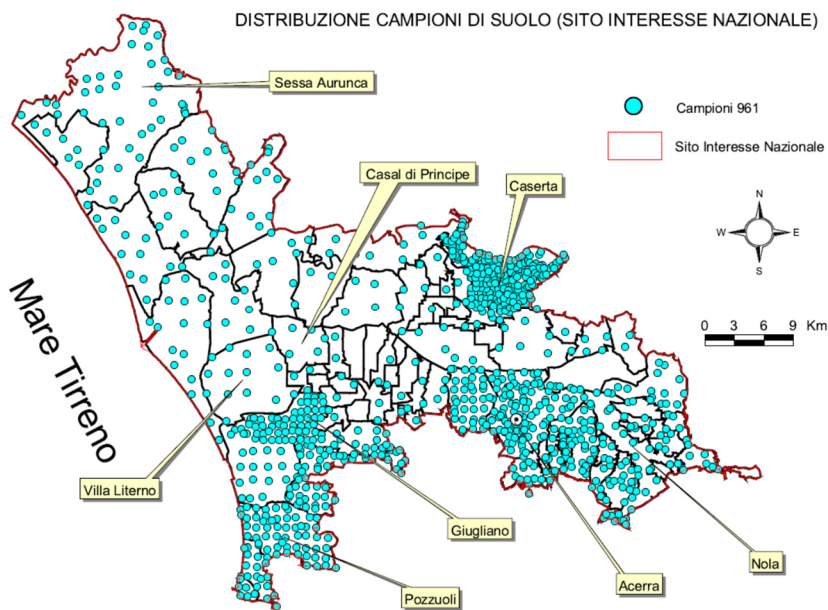 DISTRIBUZIONE CAMPIONI DI SUOLO (SITO INTERESSE NAZIONALE)
Sessa Aurunca
Campioni 961
Sito Interesse Nazionale
Casal di Principe
Caserta
N
W E
S
Mare Tirreno
0 3 6 9 Km
Villa Literno
Giugliano
Nola
Acerra
Pozzuoli